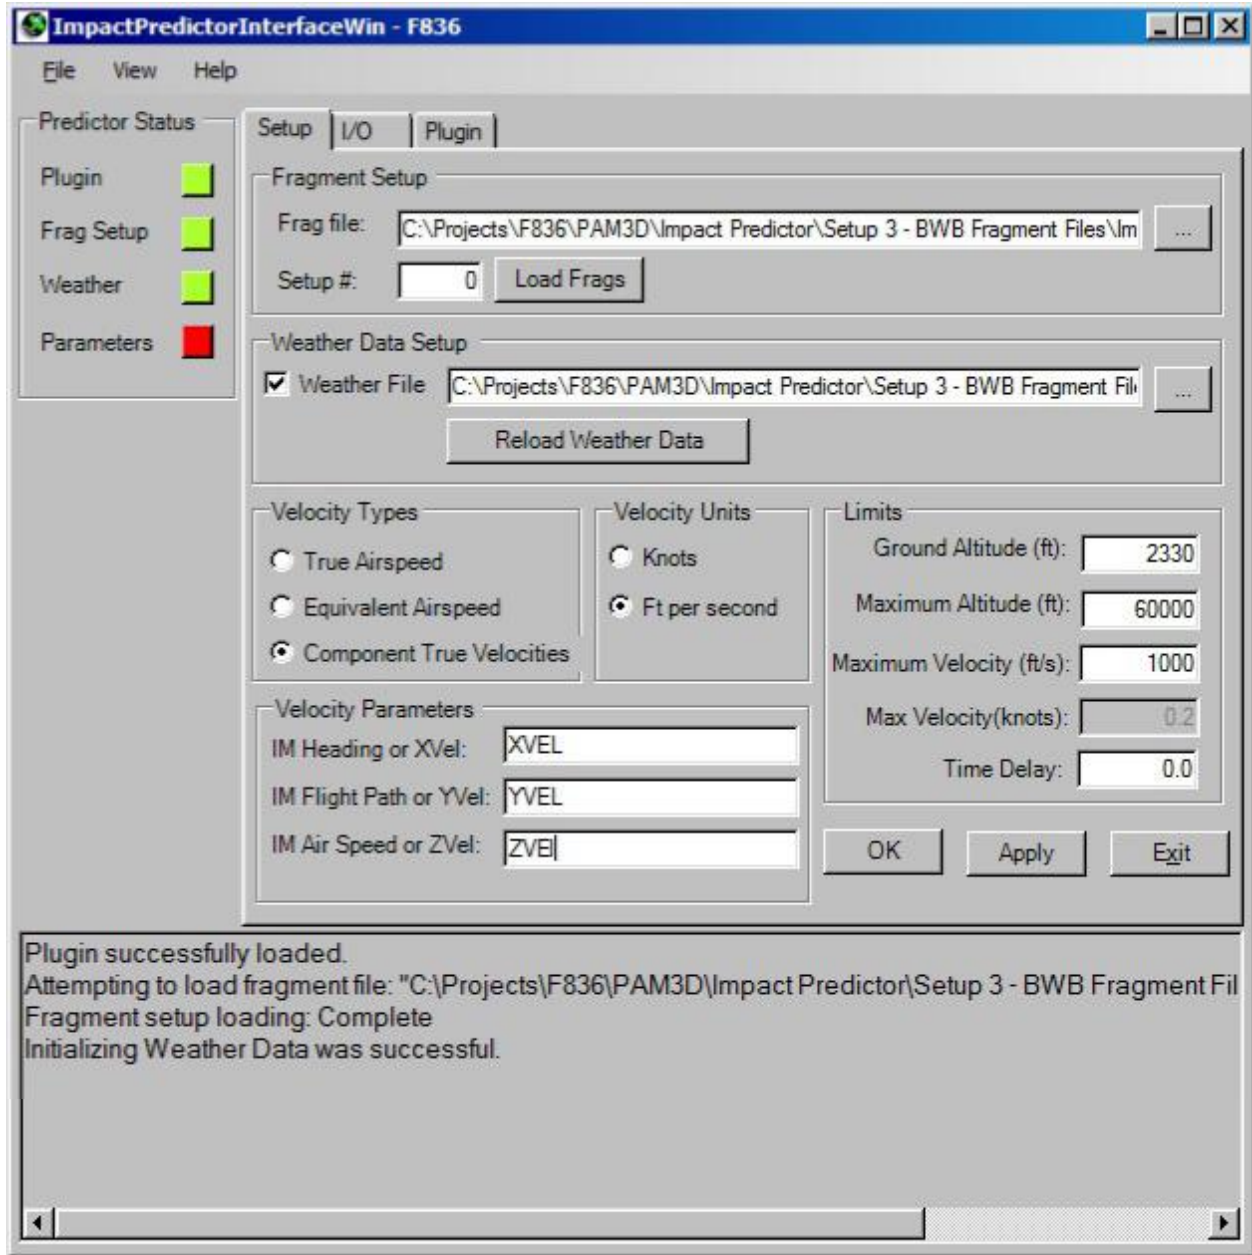 ImpactPredictorInterfaceWin - F836
File View Help
Predictor Status
Plugin
Frag Setup
Weather
Parameters
Setup I/O Plugin
Fragment Setup
Frag file: C:\Projects\F836\PAM3D\Impact Predictor\Setup 3 - BWB Fragment Files\Im ...
Setup #: 0 Load Frags
Weather Data Setup
Weather File C:\Projects\F836\PAM3D\Impact Predictor\Setup 3 - BWB Fragment File ...
Reload Weather Data
Velocity Types
True Airspeed
Equivalent Airspeed
Component True Velocities
Velocity Units
Knots
Ft per second
Limits
Ground Altitude (ft): 2330
Maximum Altitude (ft): 60000
Maximum Velocity (ft/s): 1000
Max Velocity(knots): 0.2
Time Delay: 0.0
Velocity Parameters
IM Heading or XVel: XVEL
IM Flight Path or YVel: YVEL
IM Air Speed or ZVel: ZVEl
OK Apply Exit
Plugin successfully loaded.
Attempting to load fragment file: "C:\Projects\F836\PAM3D\Impact Predictor\Setup 3 - BWB Fragment Fil
Fragment setup loading: Complete
Initializing Weather Data was successful.